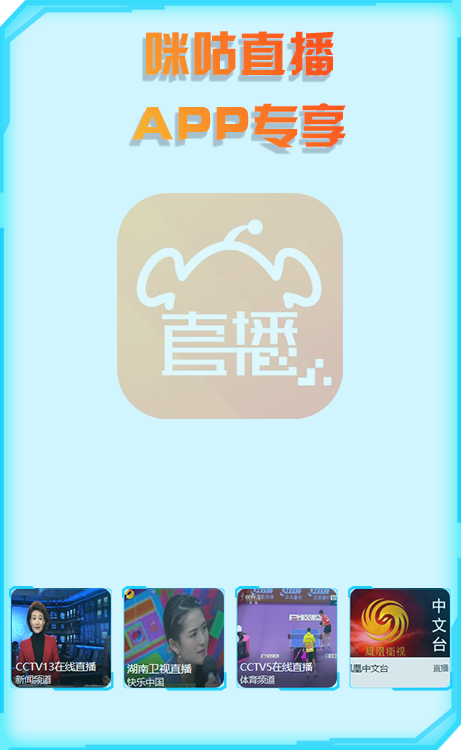 咪咕直播
APP专享
直播
CCTV13在线直播
新闻频道
湖南卫视直播
快乐中国
CCTV5在线直播
体育频道
中文台
凤凰卫视
凤凰中文台
直播